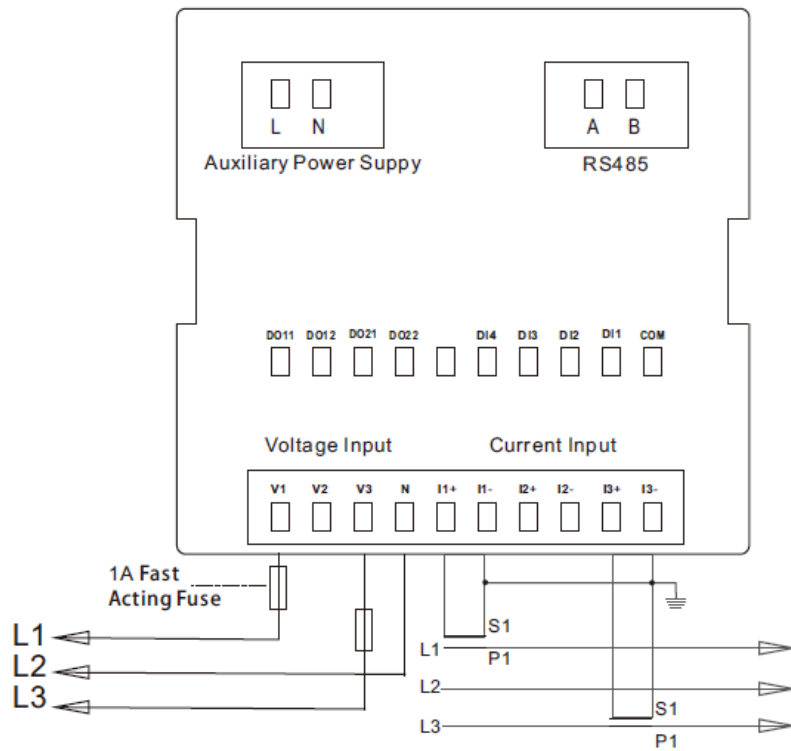 L N
A B
Auxiliary Power Supply
RS485
DO11 DO12 DO21 DO22 DI4 DI3 DI2 DI1 COM
Voltage Input
Current Input
V1 V2 V3 N I1+ I1- I2+ I2- I3+ I3-
1A Fast
Acting Fuse
L1
L2
L3
S1
L1
P1
L2
S1
L3
P1